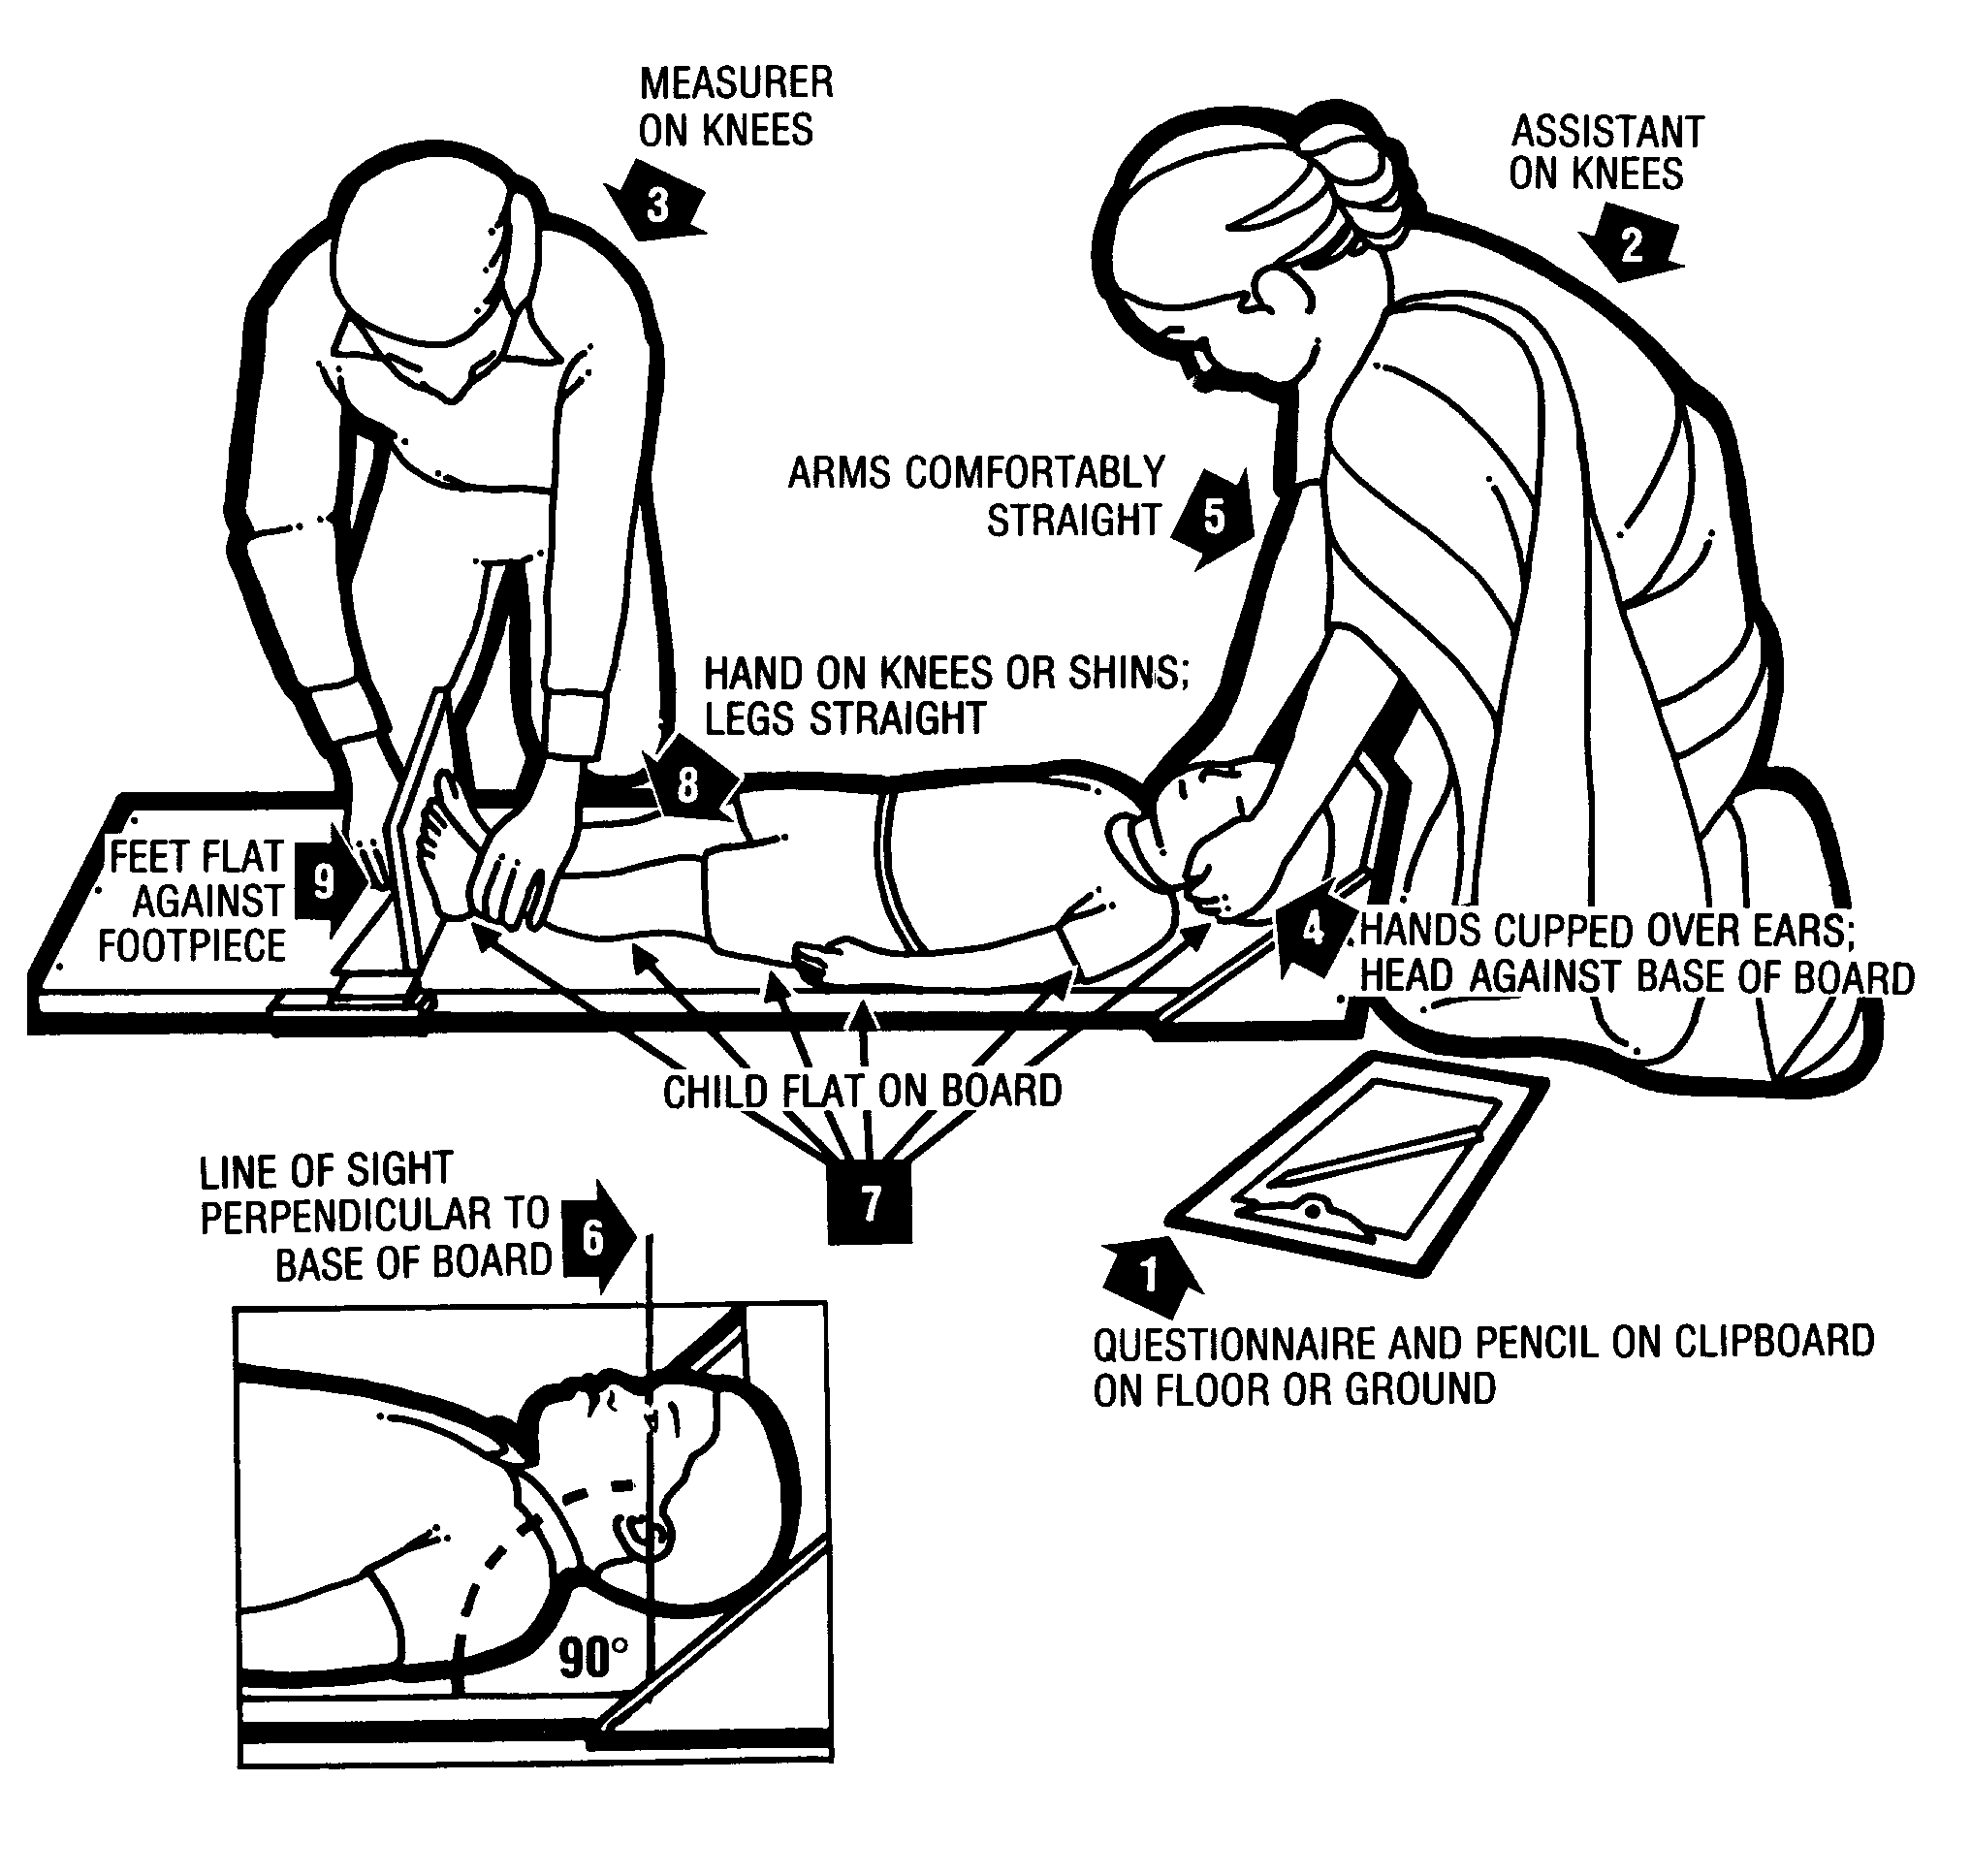 MEASURER
ON KNEES
3
ASSISTANT
ON KNEES
2
ARMS COMFORTABLY
STRAIGHT
5
HAND ON KNEES OR SHINS;
LEGS STRAIGHT
8
FEET FLAT
AGAINST
FOOTPIECE
9
4
HANDS CUPPED OVER EARS;
HEAD AGAINST BASE OF BOARD
CHILD FLAT ON BOARD
7
LINE OF SIGHT
PERPENDICULAR TO
BASE OF BOARD
6
1
QUESTIONNAIRE AND PENCIL ON CLIPBOARD
ON FLOOR OR GROUND
90°